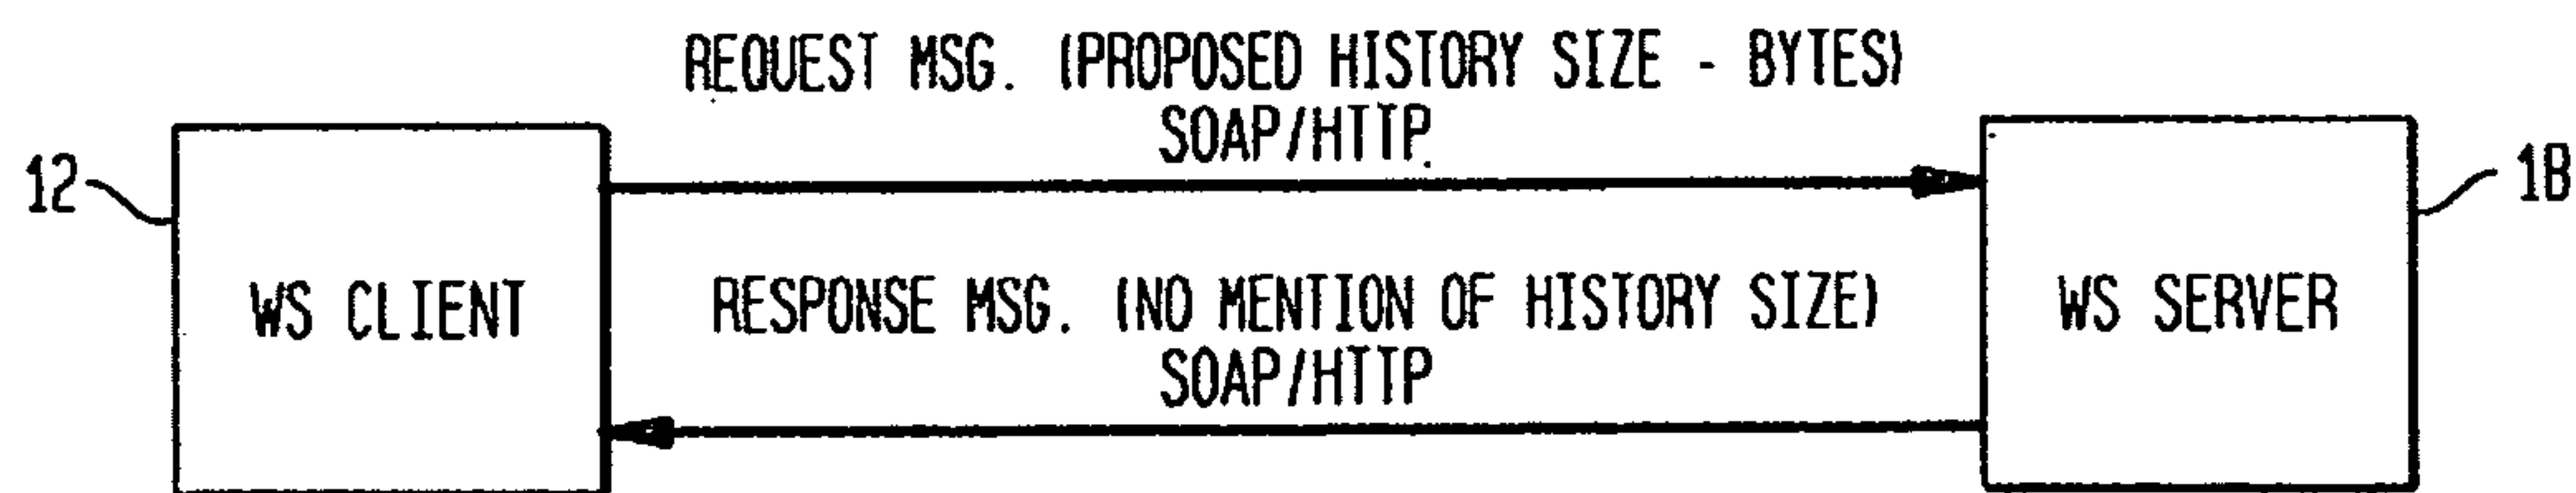 REQUEST MSG. (PROPOSED HISTORY SIZE - BYTES)
SOAP/HTTP
12
18
WS CLIENT
RESPONSE MSG. (NO MENTION OF HISTORY SIZE)
SOAP/HTTP
WS SERVER